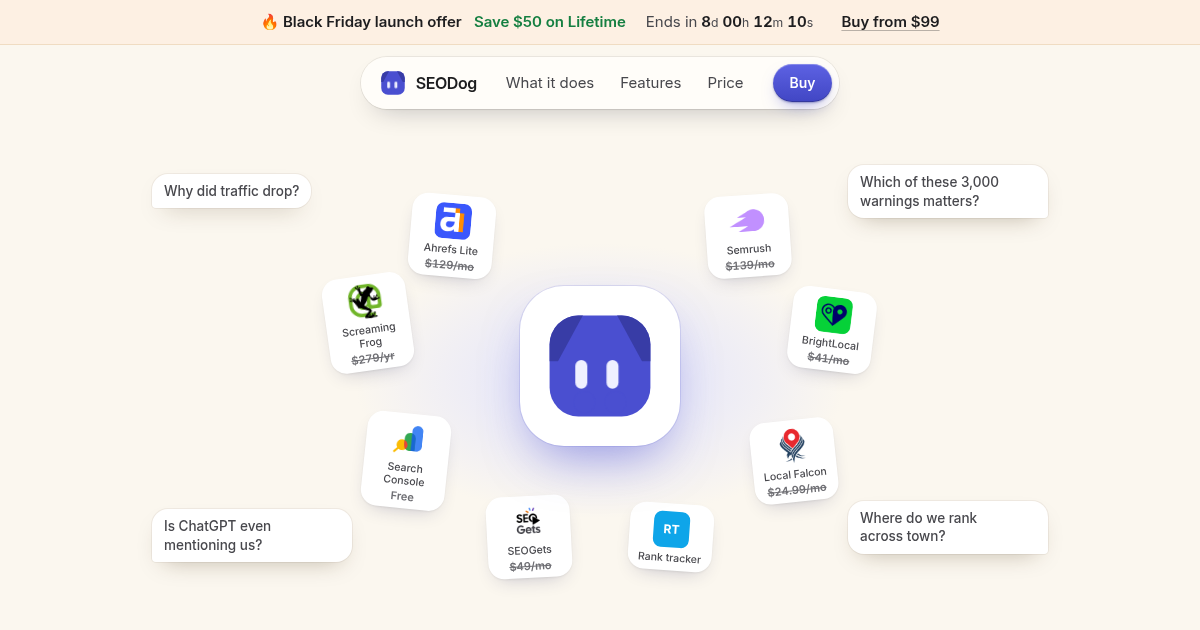 🔥 Black Friday launch offer Save $50 on Lifetime Ends in 8d 00h 12m 10s Buy from $99
SEODog What it does Features Price Buy
Why did traffic drop?
Which of these 3,000
warnings matters?
Ahrefs Lite
$129/mo
Semrush
$139/mo
Screaming
Frog
$279/yr
BrightLocal
$41/mo
Search
Console
Free
Local Falcon
$24.99/mo
SEO
Gets
SEOGets
$49/mo
RT
Rank tracker
Is ChatGPT even
mentioning us?
Where do we rank
across town?